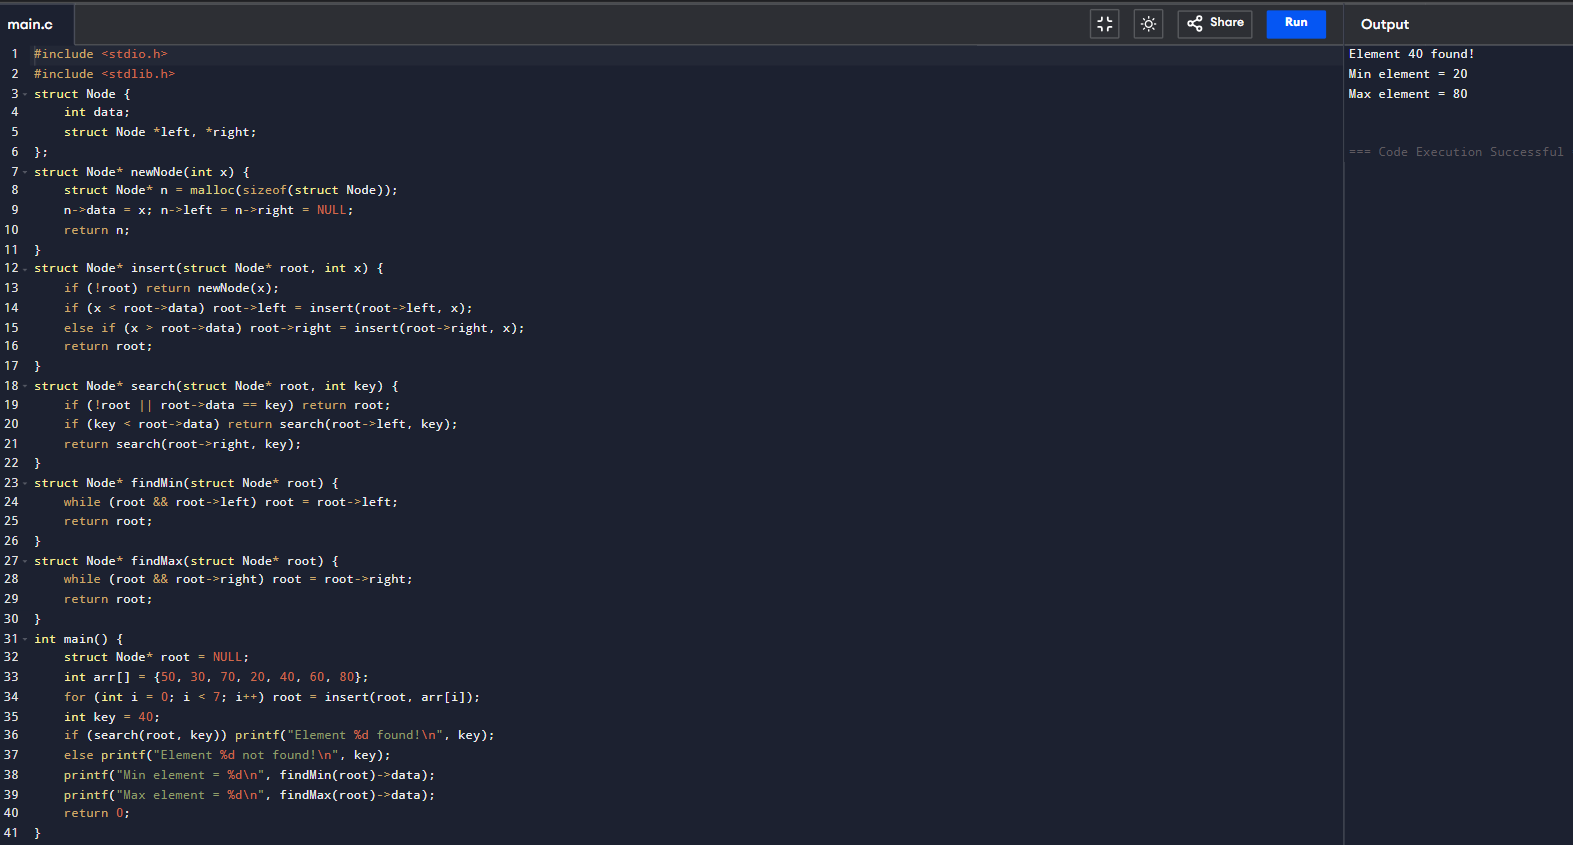 main.c
Share
Run
Output
1 #include <stdio.h>
2 #include <stdlib.h>
3 struct Node {
4     int data;
5     struct Node *left, *right;
6 };
7 struct Node* newNode(int x) {
8     struct Node* n = malloc(sizeof(struct Node));
9     n->data = x; n->left = n->right = NULL;
10     return n;
11 }
12 struct Node* insert(struct Node* root, int x) {
13     if (!root) return newNode(x);
14     if (x < root->data) root->left = insert(root->left, x);
15     else if (x > root->data) root->right = insert(root->right, x);
16     return root;
17 }
18 struct Node* search(struct Node* root, int key) {
19     if (!root || root->data == key) return root;
20     if (key < root->data) return search(root->left, key);
21     return search(root->right, key);
22 }
23 struct Node* findMin(struct Node* root) {
24     while (root && root->left) root = root->left;
25     return root;
26 }
27 struct Node* findMax(struct Node* root) {
28     while (root && root->right) root = root->right;
29     return root;
30 }
31 int main() {
32     struct Node* root = NULL;
33     int arr[] = {50, 30, 70, 20, 40, 60, 80};
34     for (int i = 0; i < 7; i++) root = insert(root, arr[i]);
35     int key = 40;
36     if (search(root, key)) printf("Element %d found!\n", key);
37     else printf("Element %d not found!\n", key);
38     printf("Min element = %d\n", findMin(root)->data);
39     printf("Max element = %d\n", findMax(root)->data);
40     return 0;
41 }
Element 40 found!
Min element = 20
Max element = 80
=== Code Execution Successful